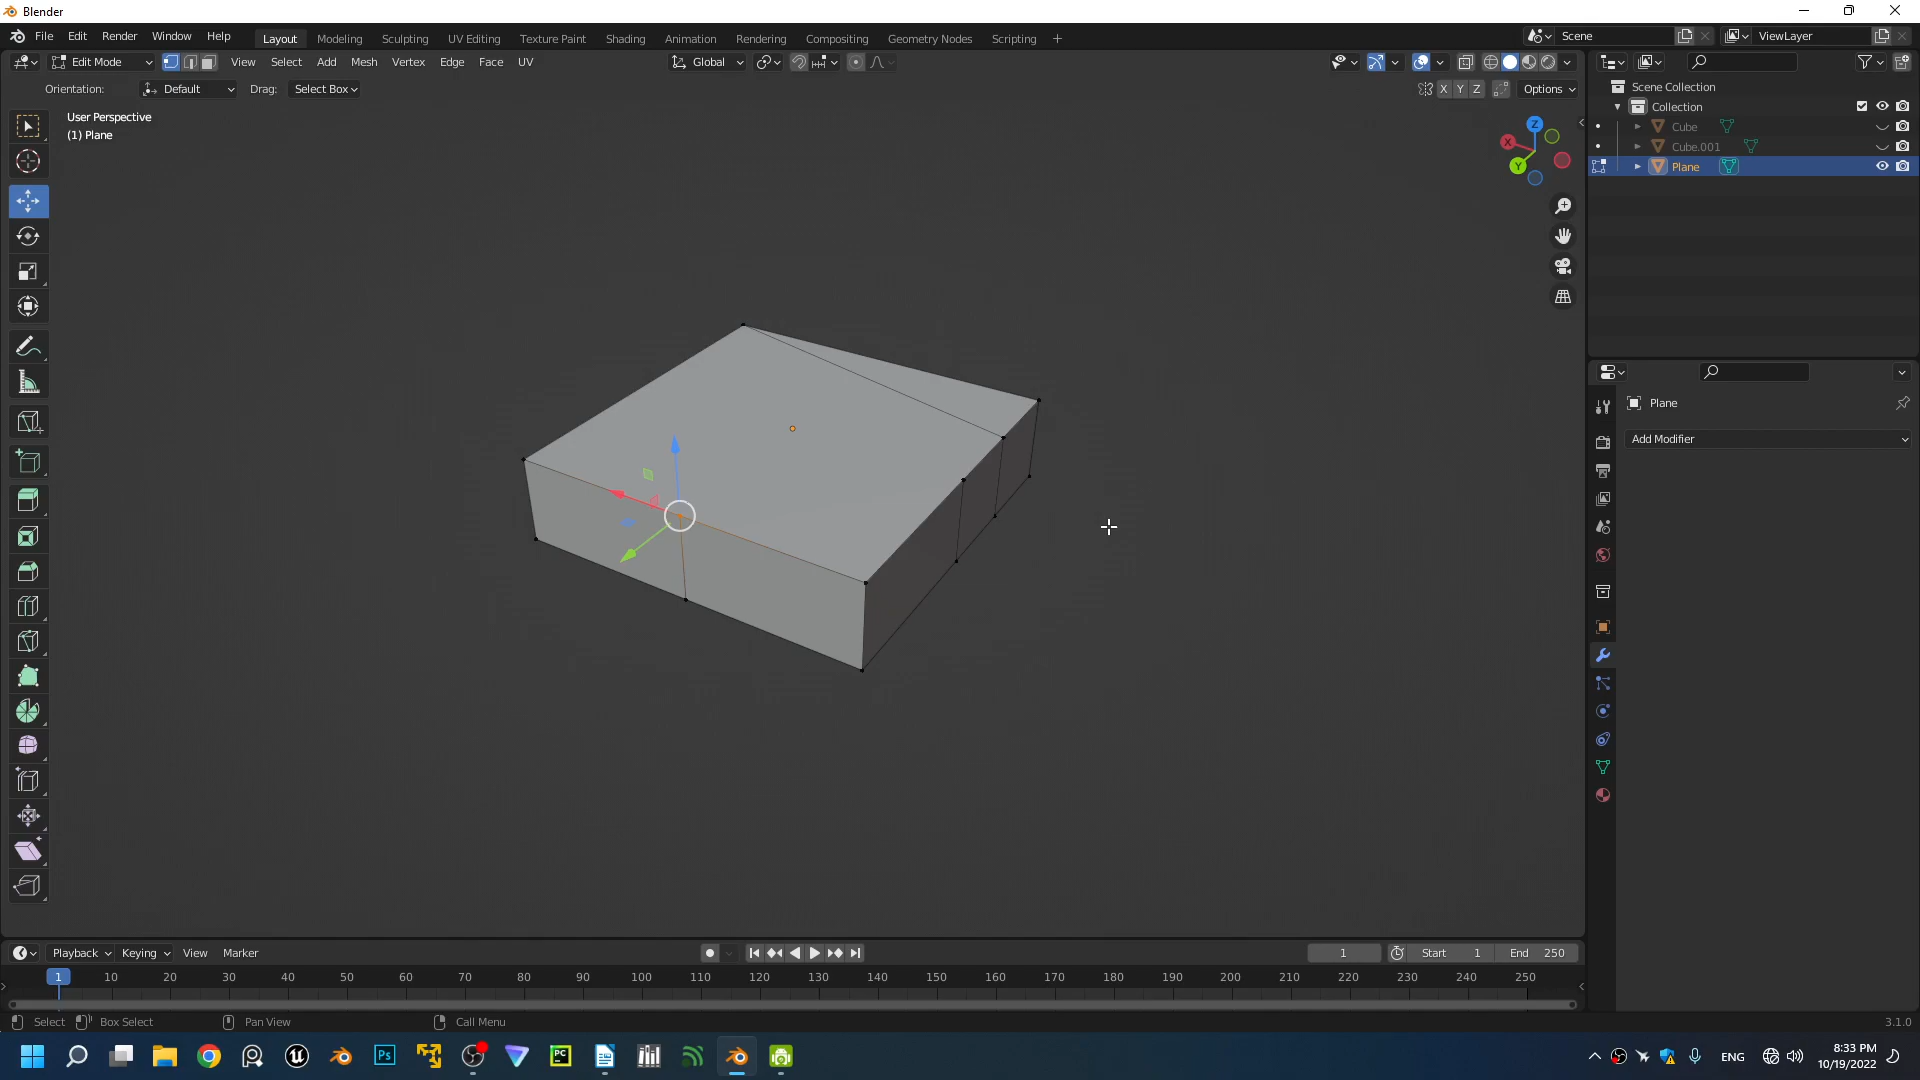 Blender
File Edit Render Window Help
Layout Modeling Sculpting UV Editing Texture Paint Shading Animation Rendering Compositing Geometry Nodes Scripting +
Scene
ViewLayer
Edit Mode View Select Add Mesh Vertex Edge Face UV
Global
Orientation: Default Drag: Select Box
X Y Z Options
User Perspective
(1) Plane
Z
X
Y
Scene Collection
Collection
Cube
Cube.001
Plane
Plane
Add Modifier
Playback Keying View Marker
1 Start 1 End 250
1 10 20 30 40 50 60 70 80 90 100 110 120 130 140 150 160 170 180 190 200 210 220 230 240 250
Select Box Select Pan View Call Menu 3.1.0
Ps
PC
ENG
8:33 PM
10/19/2022